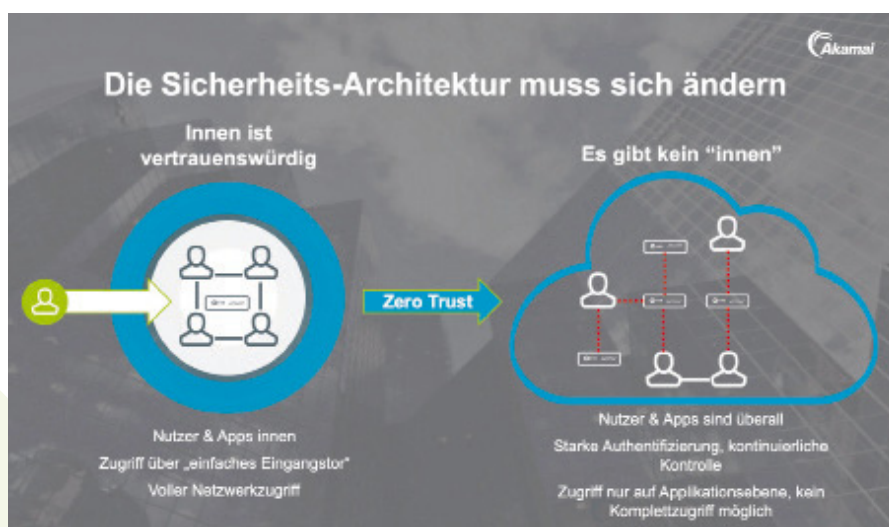 Akamai
Die Sicherheits-Architektur muss sich ändern
Innen ist
vertrauenswürdig
Es gibt kein “innen”
Zero Trust
Nutzer & Apps innen
Zugriff über „einfaches Eingangstor“
Voller Netzwerkzugriff
Nutzer & Apps sind überall
Starke Authentifizierung, kontinuierliche
Kontrolle
Zugriff nur auf Applikationsebene, kein
Komplettzugriff möglich